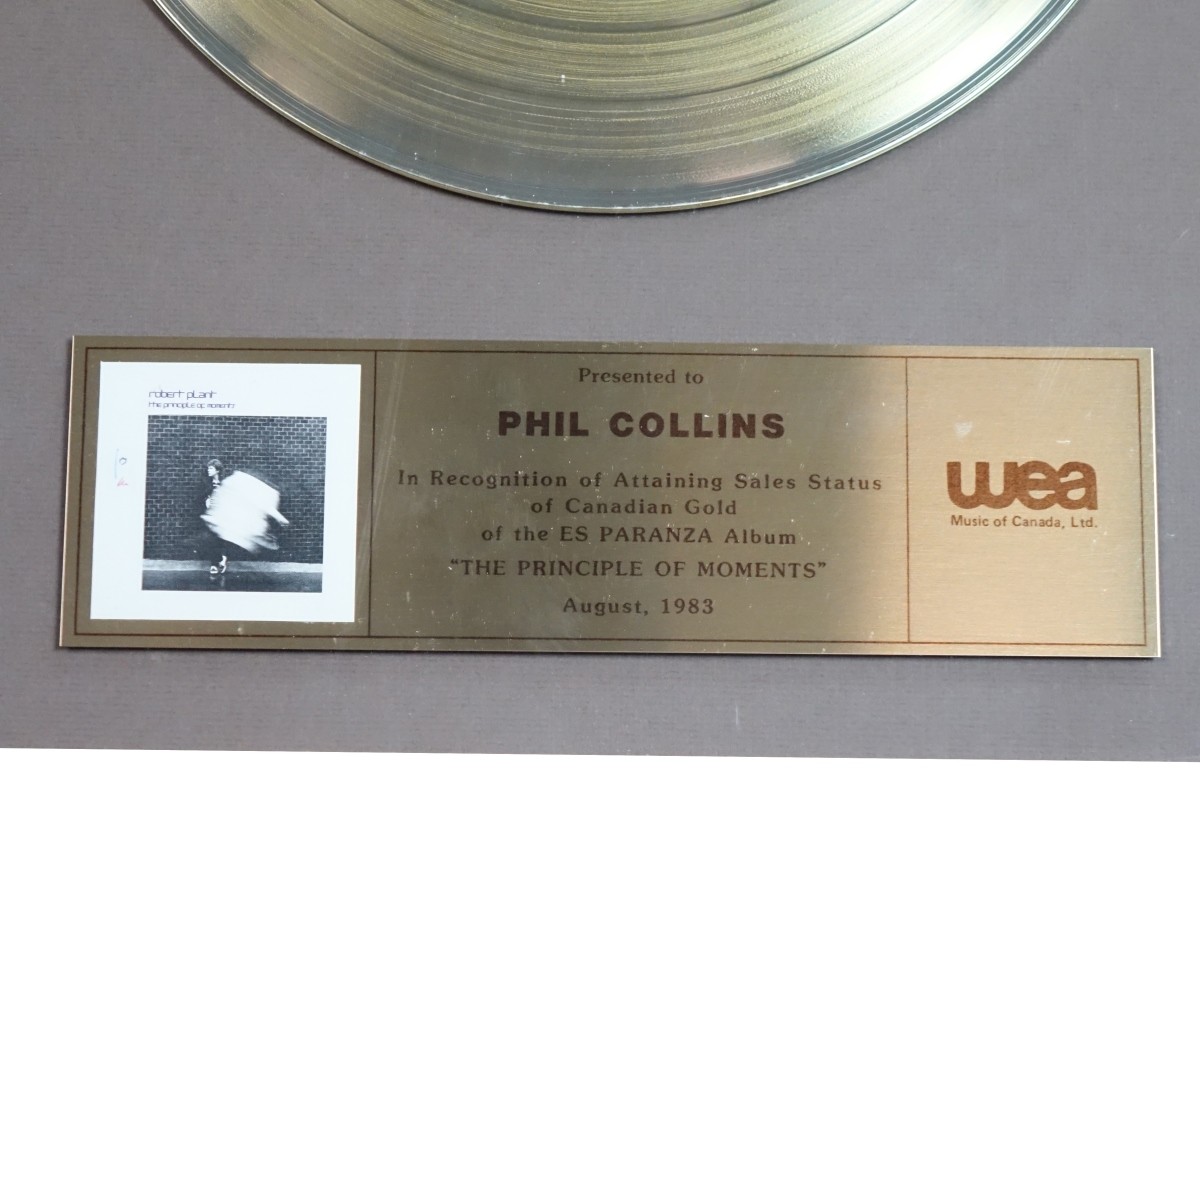 robert plant
the principle of moments
Presented to
PHIL COLLINS
In Recognition of Attaining Sales Status
of Canadian Gold
of the ES PARANZA Album
“THE PRINCIPLE OF MOMENTS”
August, 1983
wea
Music of Canada, Ltd.